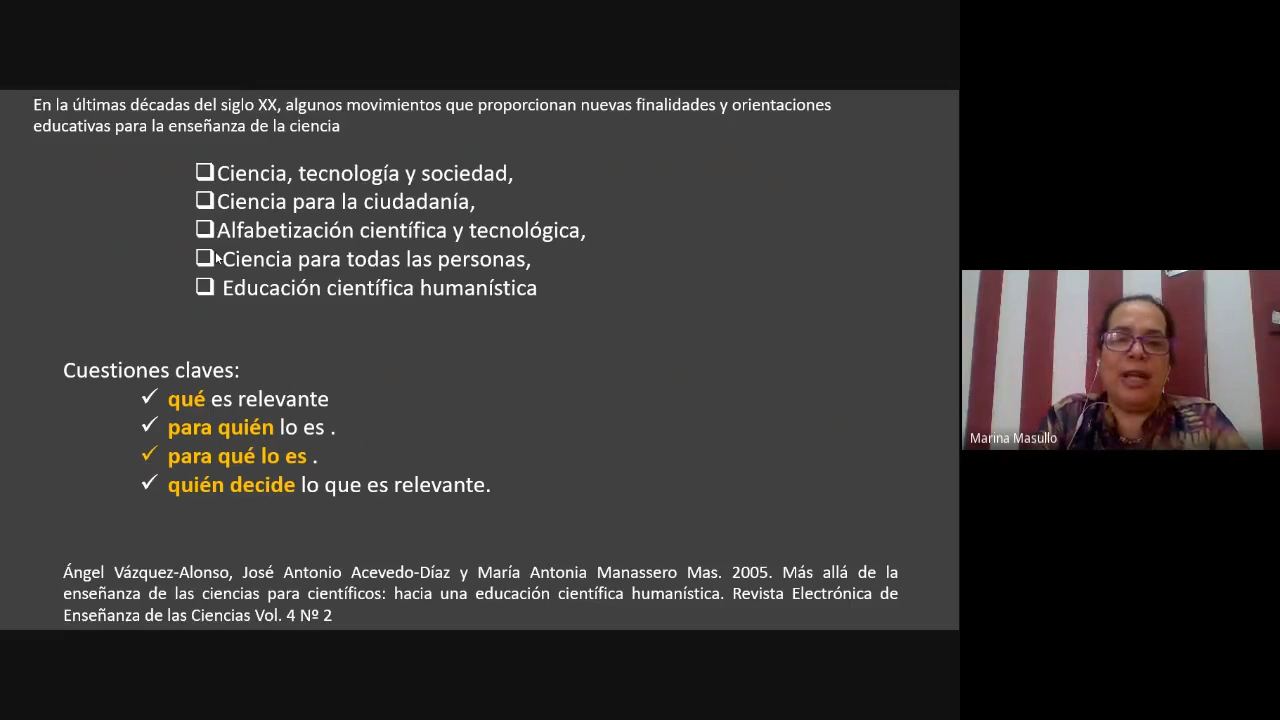 En la últimas décadas del siglo XX, algunos movimientos que proporcionan nuevas finalidades y orientaciones
educativas para la enseñanza de la ciencia
❑Ciencia, tecnología y sociedad,
❑Ciencia para la ciudadanía,
❑Alfabetización científica y tecnológica,
❑Ciencia para todas las personas,
❑ Educación científica humanística
Cuestiones claves:
✓ qué es relevante
✓ para quién lo es .
✓ para qué lo es .
✓ quién decide lo que es relevante.
Ángel Vázquez-Alonso, José Antonio Acevedo-Díaz y María Antonia Manassero Mas. 2005. Más allá de la
enseñanza de las ciencias para científicos: hacia una educación científica humanística. Revista Electrónica de
Enseñanza de las Ciencias Vol. 4 Nº 2
Marina Masullo